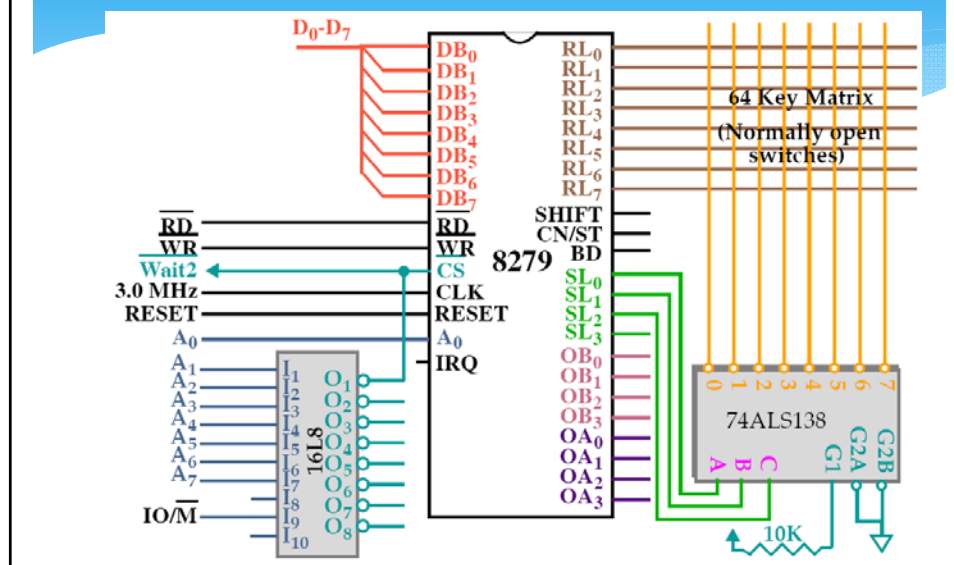 D0-D7
DB0
DB1
DB2
DB3
DB4
DB5
DB6
DB7
RD
WR
CS
CLK
RESET
A0
IRQ
8279
RL0
RL1
RL2
RL3
RL4
RL5
RL6
RL7
SHIFT
CN/ST
BD
SL0
SL1
SL2
SL3
OB0
OB1
OB2
OB3
OA0
OA1
OA2
OA3
RD
WR
Wait2
3.0 MHz
RESET
A0
A1
A2
A3
A4
A5
A6
A7
IO/M
I1
I2
I3
I4
I5
I6
I7
I8
I9
I10
16L8
O1
O2
O3
O4
O5
O6
O7
O8
64 Key Matrix
(Normally open
switches)
0 1 2 3 4 5 6 7
74ALS138
A B C G1 G2A G2B
10K